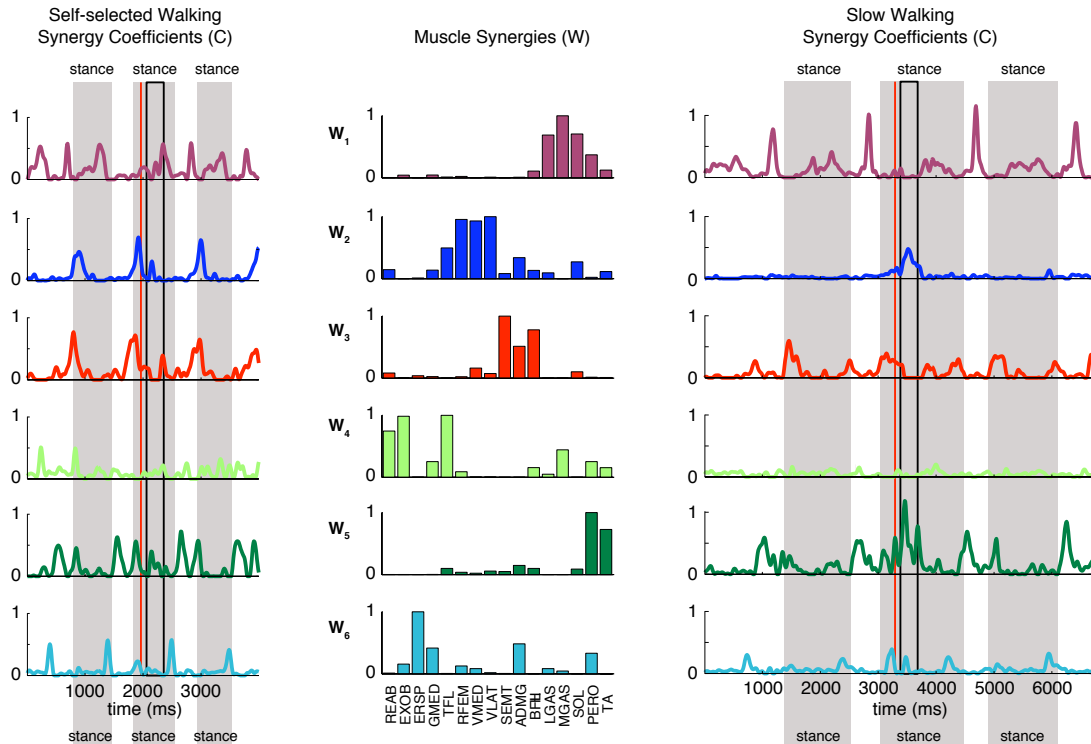 Self-selected Walking
Synergy Coefficients (C)
Muscle Synergies (W)
Slow Walking
Synergy Coefficients (C)
stance stance stance
stance stance stance
1
0
W1
1
0
1
0
1
0
W2
1
0
1
0
1
0
W3
1
0
1
0
1
0
W4
1
0
1
0
1
0
W5
1
0
1
0
1
0
W6
1
0
1
0
1000 2000 3000
time (ms)
REAB
EXOB
ERSP
GMED
TFL
RFEM
VMED
VLAT
SEMT
ADMG
LGAS
MGAS
SOL
PERO
TA
1000 2000 3000 4000 5000 6000
time (ms)
stance stance stance
stance stance stance